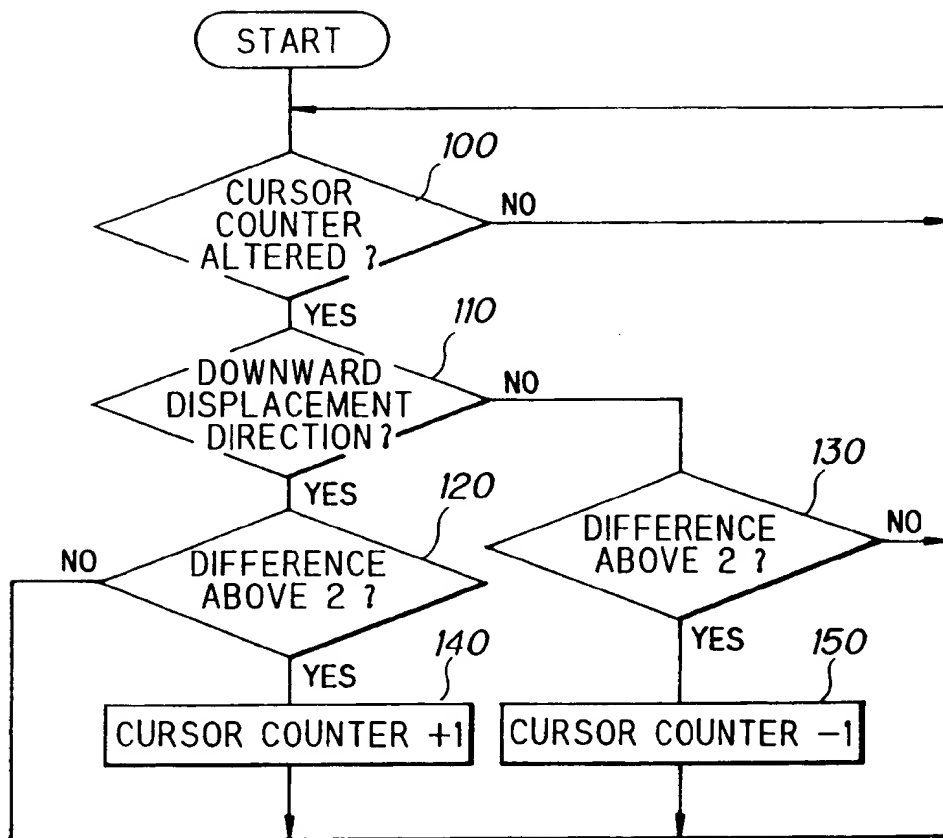 START
100
CURSOR
COUNTER
ALTERED ?
NO
YES
110
DOWNWARD
DISPLACEMENT
DIRECTION?
NO
YES
120
130
NO
DIFFERENCE
ABOVE 2 ?
DIFFERENCE
ABOVE 2 ?
NO
YES
140
YES
150
CURSOR COUNTER +1
CURSOR COUNTER −1